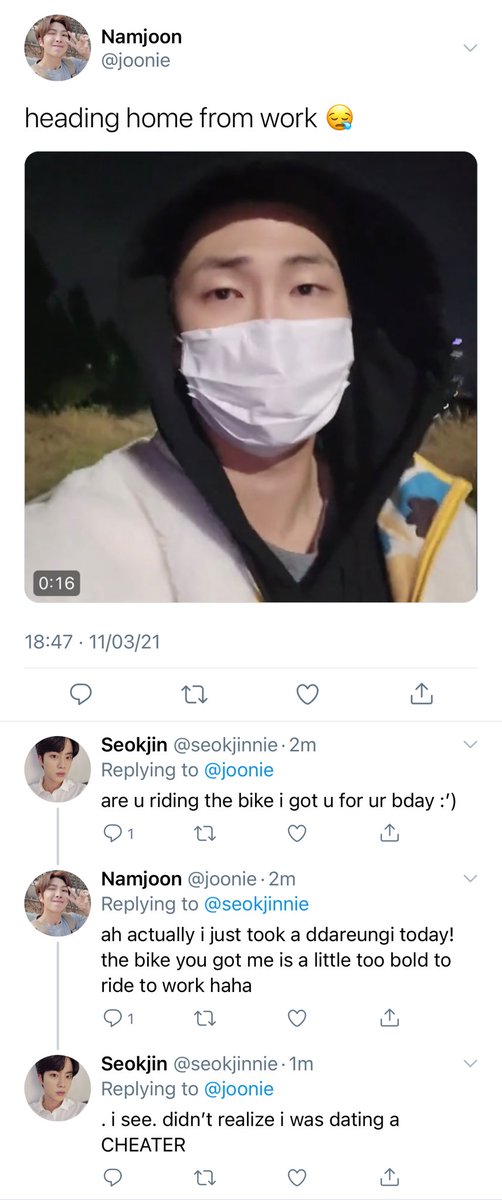 Namjoon
@joonie
heading home from work 😪
0:16
18:47 · 11/03/21
Seokjin @seokjinnie · 2m
Replying to @joonie
are u riding the bike i got u for ur bday :’)
1
Namjoon @joonie · 2m
Replying to @seokjinnie
ah actually i just took a ddareungi today!
the bike you got me is a little too bold to
ride to work haha
1
Seokjin @seokjinnie · 1m
Replying to @joonie
. i see. didn’t realize i was dating a
CHEATER